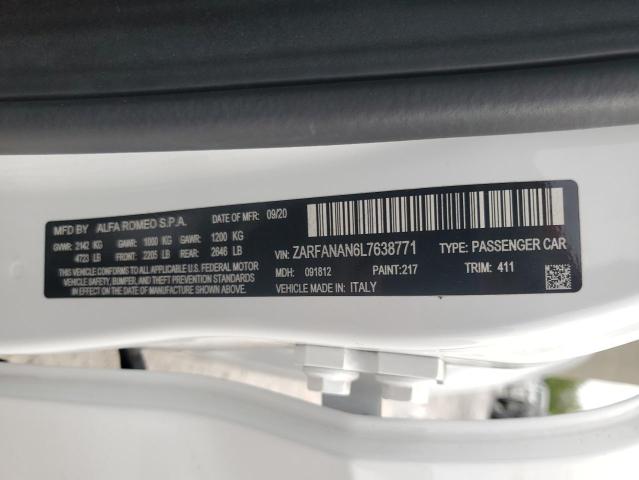 MFD BY ALFA ROMEO S.P.A. DATE OF MFR: 09/20
GVWR: 2142 KG GAWR: 1000 KG GAWR: 1200 KG
4723 LB FRONT: 2205 LB REAR: 2646 LB
THIS VEHICLE CONFORMS TO ALL APPLICABLE U.S. FEDERAL MOTOR
VEHICLE SAFETY, BUMPER, AND THEFT PREVENTION STANDARDS
IN EFFECT ON THE DATE OF MANUFACTURE SHOWN ABOVE.
VIN: ZARFANAN6L7638771 TYPE: PASSENGER CAR
MDH: 091812 PAINT: 217 TRIM: 411
VEHICLE MADE IN: ITALY